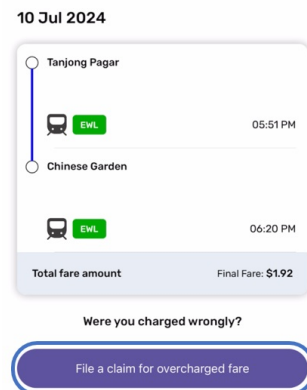 10 Jul 2024
Tanjong Pagar
EWL 05:51 PM
Chinese Garden
EWL 06:20 PM
Total fare amount Final Fare: $1.92
Were you charged wrongly?
File a claim for overcharged fare